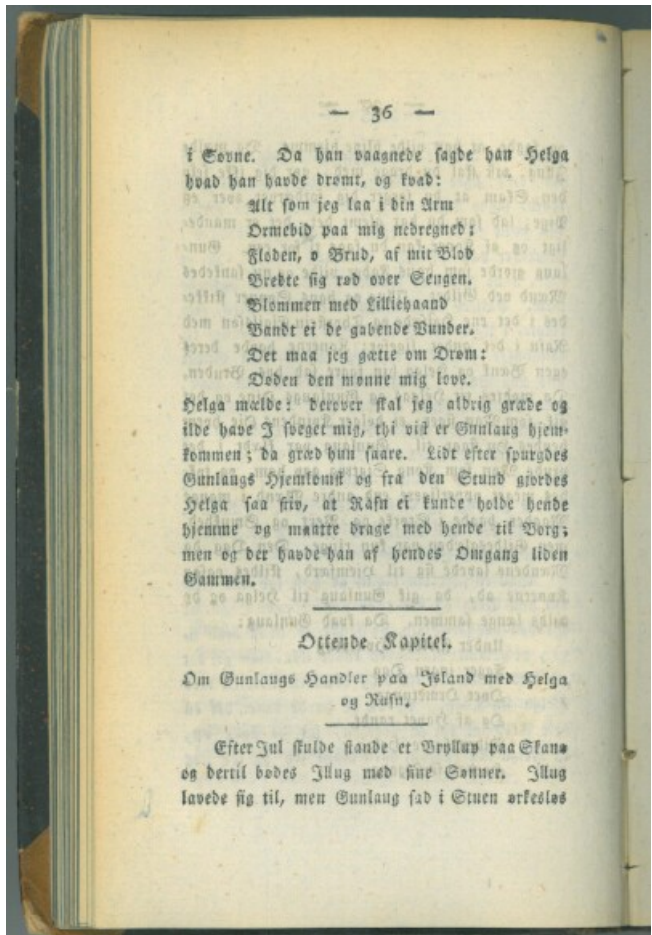 — 36 —
i Søvne. Da han vaagnede sagde han Helga
hvad han havde drømt, og kvad:
Alt som jeg laa i din Arm
Ormebid paa mig nedregned;
Floden, o Brud, af mit Blod
Bredte sig rød over Sengen.
Blommen med Lilliehaand
Bandt ei de gabende Vunder.
Det maa jeg gætte om Drøm:
Døden den monne mig love.
Helga mælde: derover skal jeg aldrig græde og
ilde have I sveget mig, thi vist er Gunlaug hjem-
kommen; da græd hun saare. Lidt efter spurgdes
Gunlaugs Hjemkomst og fra den Stund gjordes
Helga saa stiv, at Rafn ei kunde holde hende
hjemme og maatte drage med hende til Borg;
men og der havde han af hendes Omgang liden
Gammen.
Ottende Kapitel.
Om Gunlaugs Handler paa Island med Helga
og Rafn.
Efter Jul skulde stande et Bryllup paa Skans
og dertil bødes Illug med sine Sønner. Illug
lavede sig til, men Gunlaug sad i Stuen ørkesløs